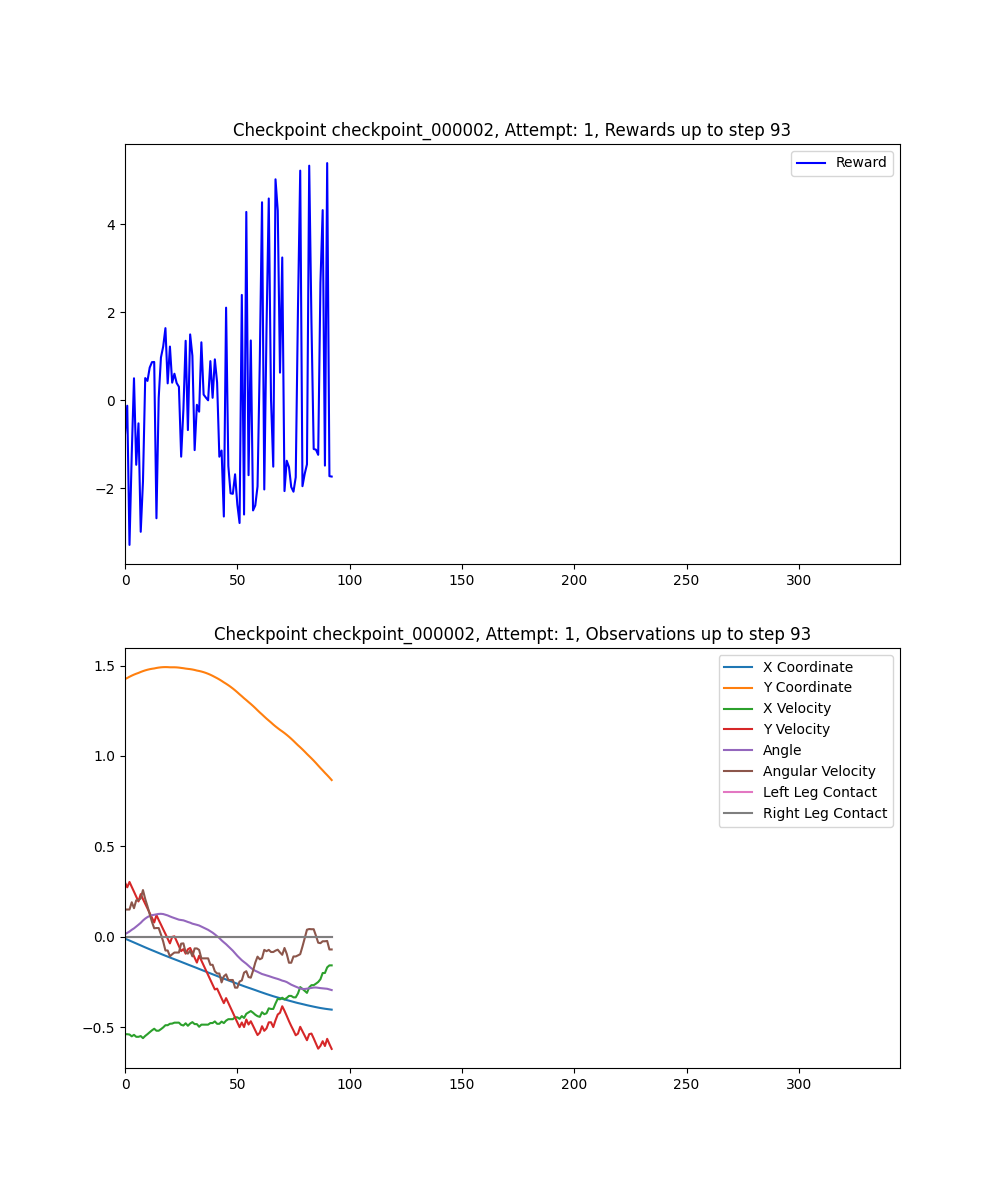 Checkpoint checkpoint_000002, Attempt: 1, Rewards up to step 93
Reward
4
2
0
−2
0
50
100
150
200
250
300
Checkpoint checkpoint_000002, Attempt: 1, Observations up to step 93
X Coordinate
Y Coordinate
X Velocity
Y Velocity
Angle
Angular Velocity
Left Leg Contact
Right Leg Contact
1.5
1.0
0.5
0.0
−0.5
0
50
100
150
200
250
300